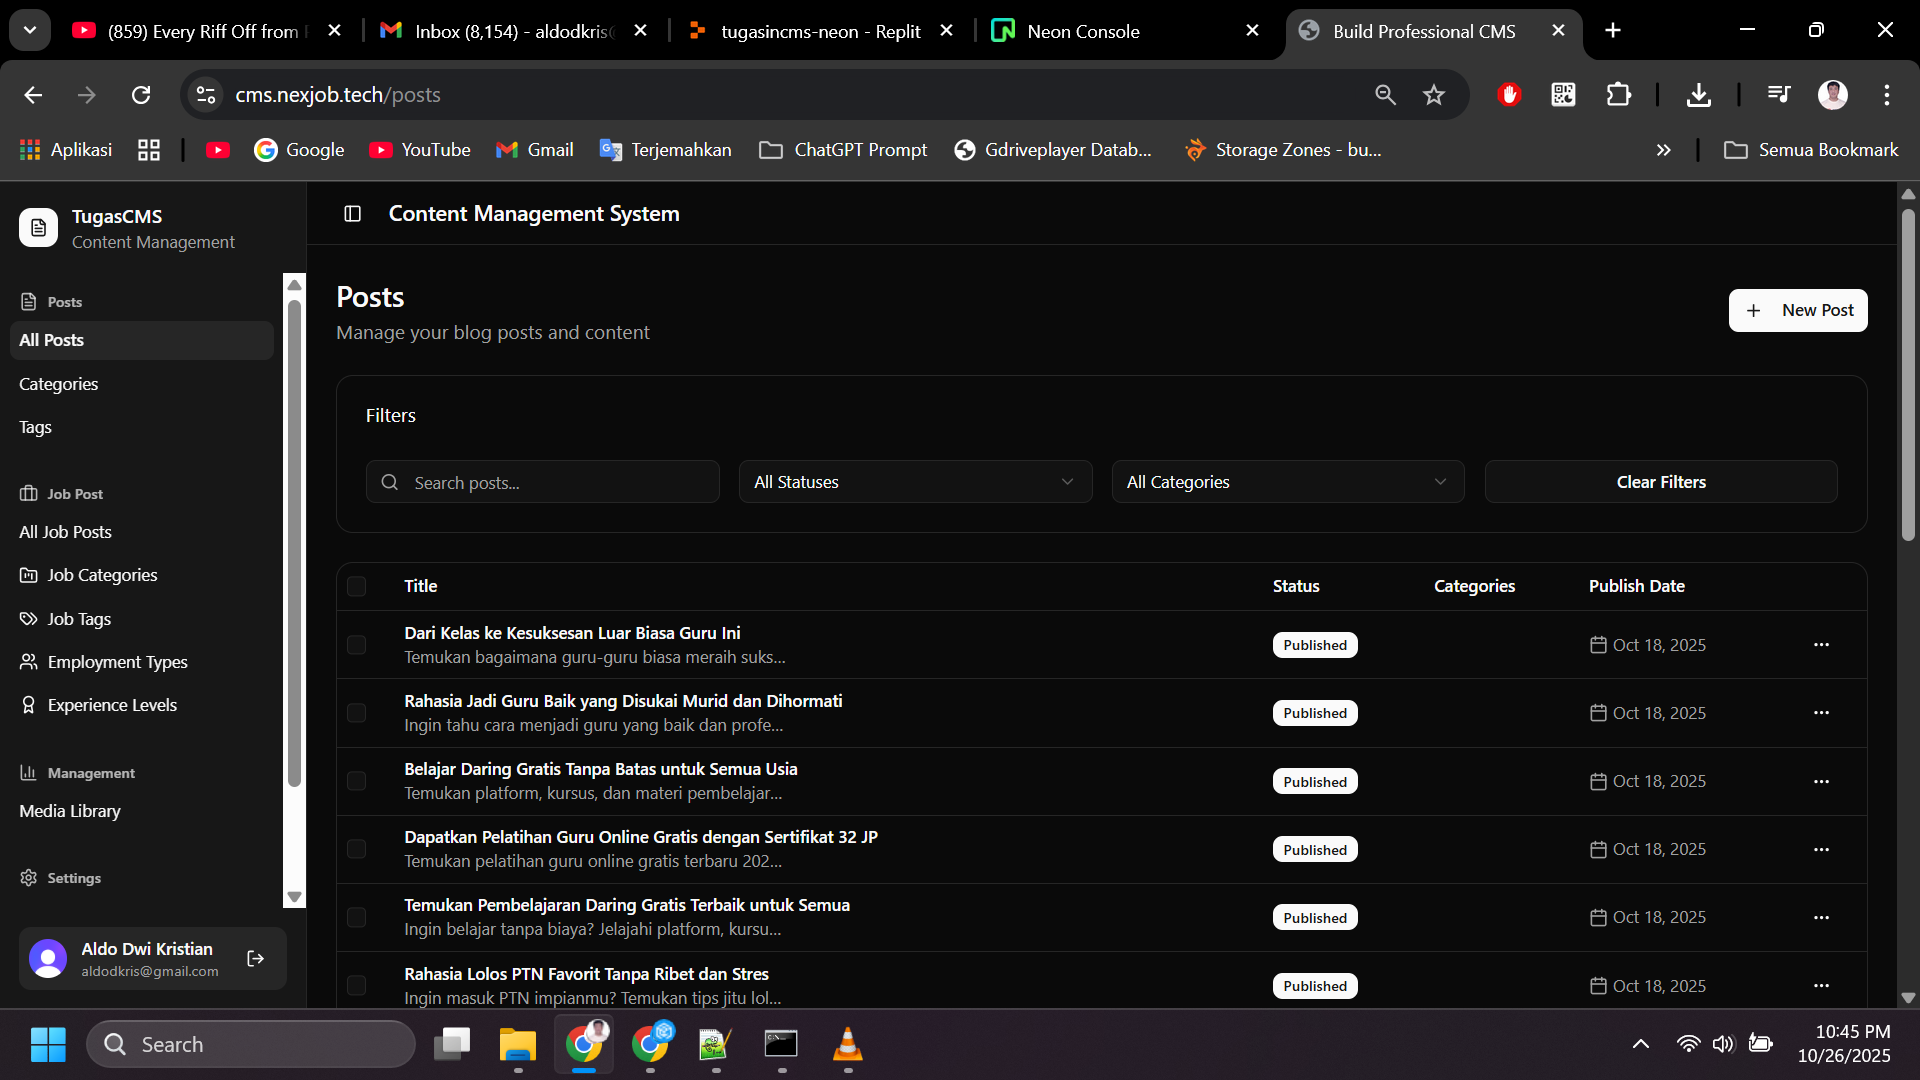 (859) Every Riff Off from
Inbox (8,154) - aldodkris
tugasincms-neon - Replit
Neon Console
Build Professional CMS
cms.nexjob.tech/posts
Aplikasi
Google
YouTube
Gmail
Terjemahkan
ChatGPT Prompt
Gdriveplayer Datab...
Storage Zones - bu...
Semua Bookmark
TugasCMS
Content Management
Posts
All Posts
Categories
Tags
Job Post
All Job Posts
Job Categories
Job Tags
Employment Types
Experience Levels
Management
Media Library
Settings
Aldo Dwi Kristian
aldodkris@gmail.com
Content Management System
Posts
Manage your blog posts and content
New Post
Filters
Search posts...
All Statuses
All Categories
Clear Filters
Title Status Categories Publish Date
Dari Kelas ke Kesuksesan Luar Biasa Guru Ini
Temukan bagaimana guru-guru biasa meraih suks...
Published
Oct 18, 2025
Rahasia Jadi Guru Baik yang Disukai Murid dan Dihormati
Ingin tahu cara menjadi guru yang baik dan profe...
Published
Oct 18, 2025
Belajar Daring Gratis Tanpa Batas untuk Semua Usia
Temukan platform, kursus, dan materi pembelajar...
Published
Oct 18, 2025
Dapatkan Pelatihan Guru Online Gratis dengan Sertifikat 32 JP
Temukan pelatihan guru online gratis terbaru 202...
Published
Oct 18, 2025
Temukan Pembelajaran Daring Gratis Terbaik untuk Semua
Ingin belajar tanpa biaya? Jelajahi platform, kursu...
Published
Oct 18, 2025
Rahasia Lolos PTN Favorit Tanpa Ribet dan Stres
Ingin masuk PTN impianmu? Temukan tips jitu lol...
Published
Oct 18, 2025
Search
10:45 PM
10/26/2025